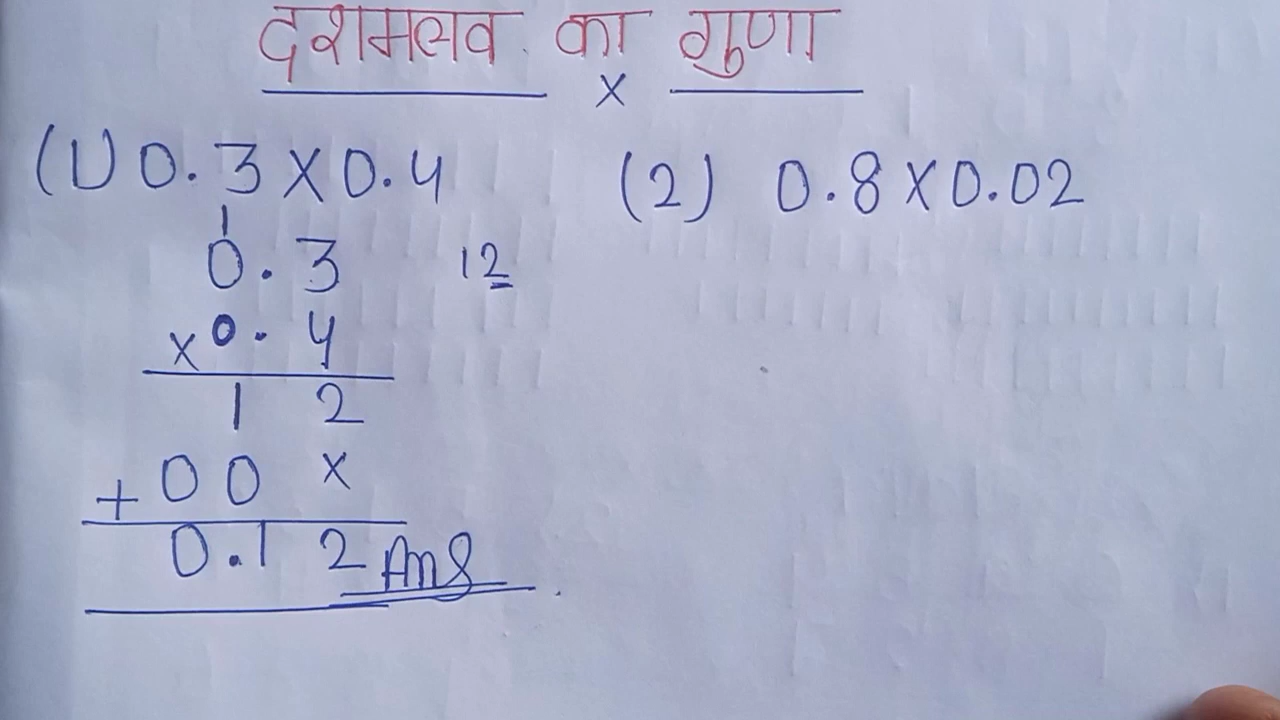 दशमलव का गुणा
×
(1) 0.3 × 0.4
1
0.3
12
× 0.4
1 2
+ 0 0 ×
0.1 2 Ans
(2) 0.8 × 0.02